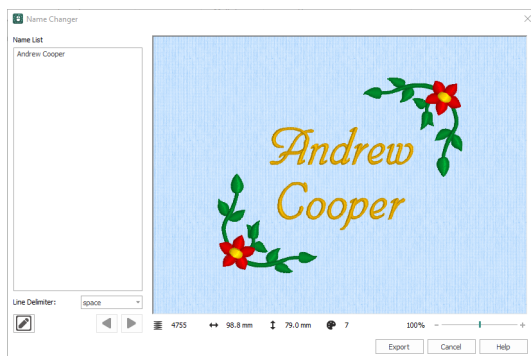 Name Changer
Name List
Andrew Cooper
Andrew
Cooper
Line Delimiter:
space
4755
98.8 mm
79.0 mm
7
100%
Export
Cancel
Help